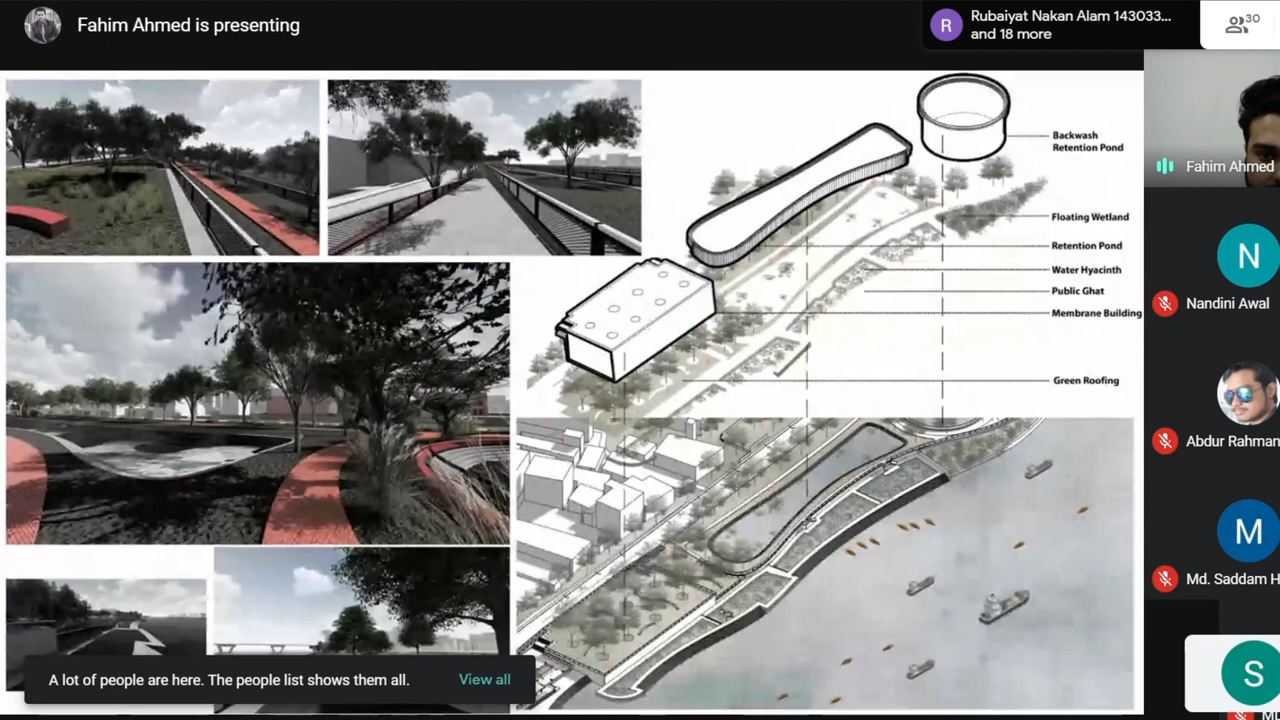 Fahim Ahmed is presenting
Rubaiyat Nakan Alam 143033...
and 18 more
R
30
Backwash
Retention Pond
Floating Wetland
Retention Pond
Water Hyacinth
Public Ghat
Membrane Building
Green Roofing
Fahim Ahmed
N
Nandini Awal
Abdur Rahman
M
Md. Saddam H
S
A lot of people are here. The people list shows them all.
View all